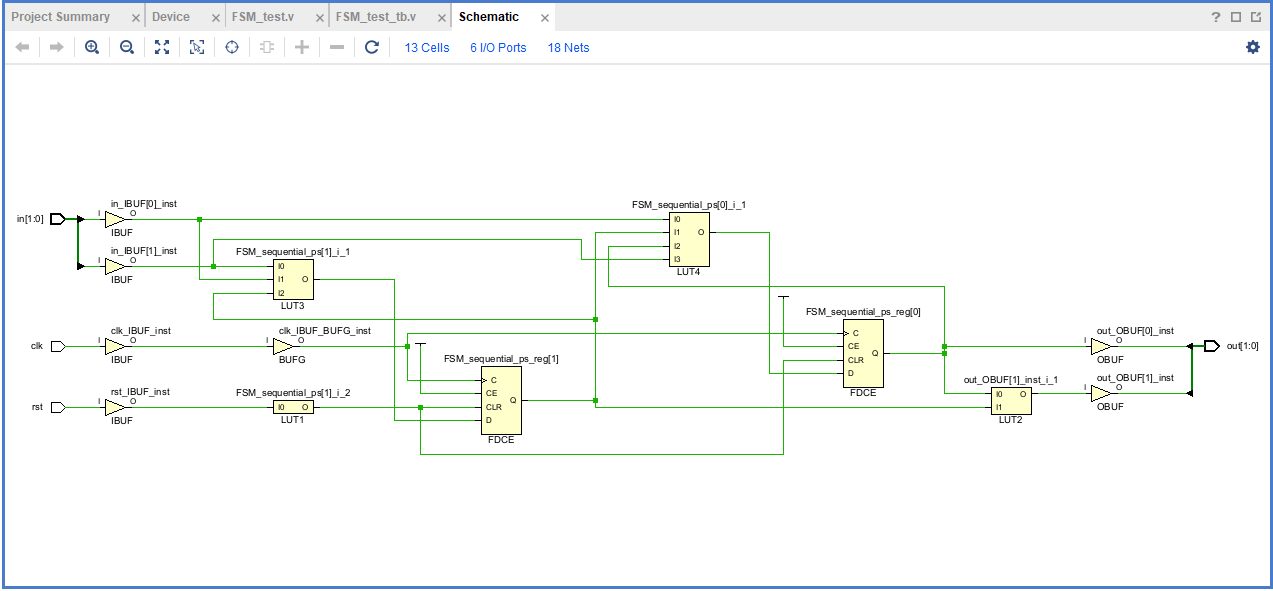 Project Summary × Device × FSM_test.v × FSM_test_tb.v × Schematic × ?
13 Cells 6 I/O Ports 18 Nets
in[1:0]
in_IBUF[0]_inst
I O
IBUF
in_IBUF[1]_inst
I O
IBUF
FSM_sequential_ps[1]_i_1
I0
I1 O
I2
LUT3
FSM_sequential_ps[0]_i_1
I0
I1 O
I2
I3
LUT4
clk
clk_IBUF_inst
I O
IBUF
clk_IBUF_BUFG_inst
I O
BUFG
rst
rst_IBUF_inst
I O
IBUF
FSM_sequential_ps[1]_i_2
I0 O
LUT1
FSM_sequential_ps_reg[1]
C
CE
CLR Q
D
FDCE
FSM_sequential_ps_reg[0]
C
CE
CLR Q
D
FDCE
out_OBUF[0]_inst
I O
OBUF
out[1:0]
out_OBUF[1]_inst_i_1
I0 O
I1
LUT2
out_OBUF[1]_inst
I O
OBUF